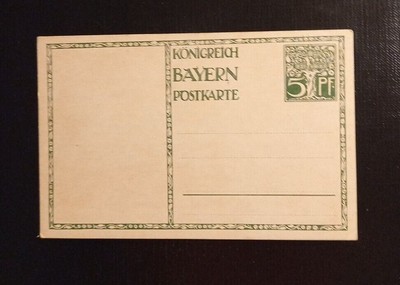 KÖNIGREICH
BAYERN
POSTKARTE
5 PF